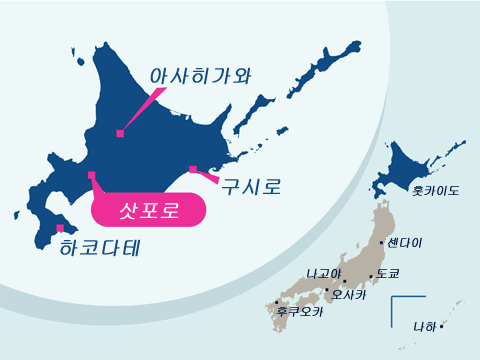 아사히가와
구시로
삿포로
하코다테
홋카이도
센다이
나고야
도쿄
오사카
후쿠오카
나하